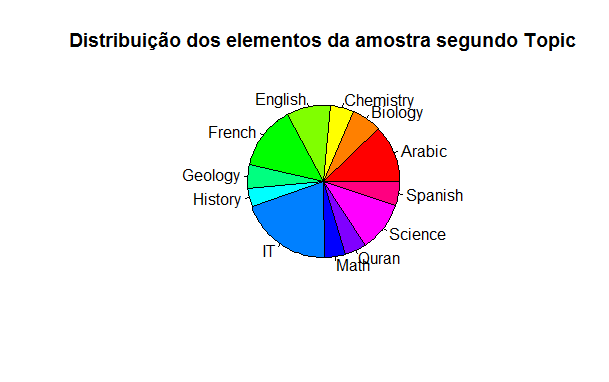 Distribuição dos elementos da amostra segundo Topic
English
Chemistry
Biology
French
Arabic
Geology
Spanish
History
Science
IT
Quran
Math